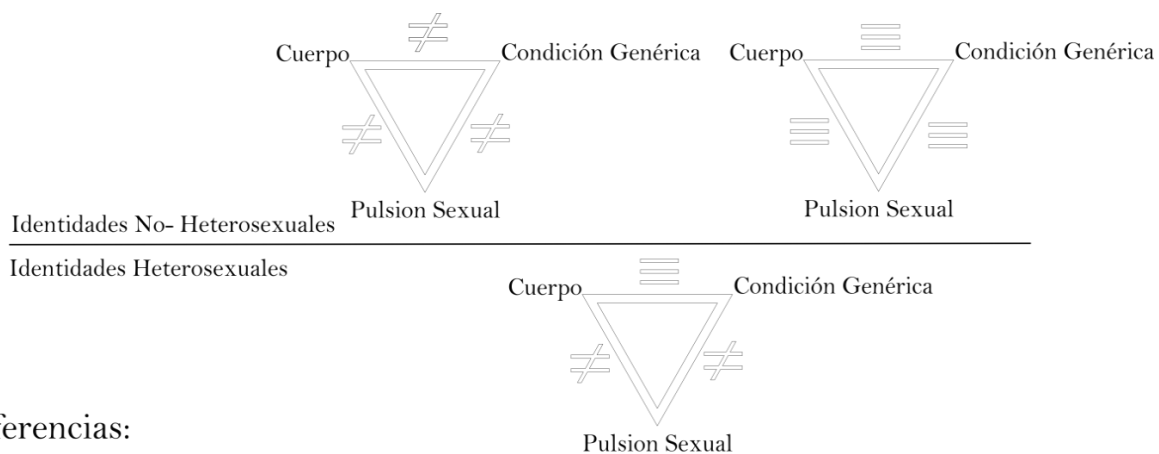 ≠
Cuerpo Condición Genérica
≠ ≠
Pulsion Sexual
≡
Cuerpo Condición Genérica
≡ ≡
Pulsion Sexual
Identidades No- Heterosexuales
Identidades Heterosexuales
≡
Cuerpo Condición Genérica
≠ ≠
Pulsion Sexual
ferencias: